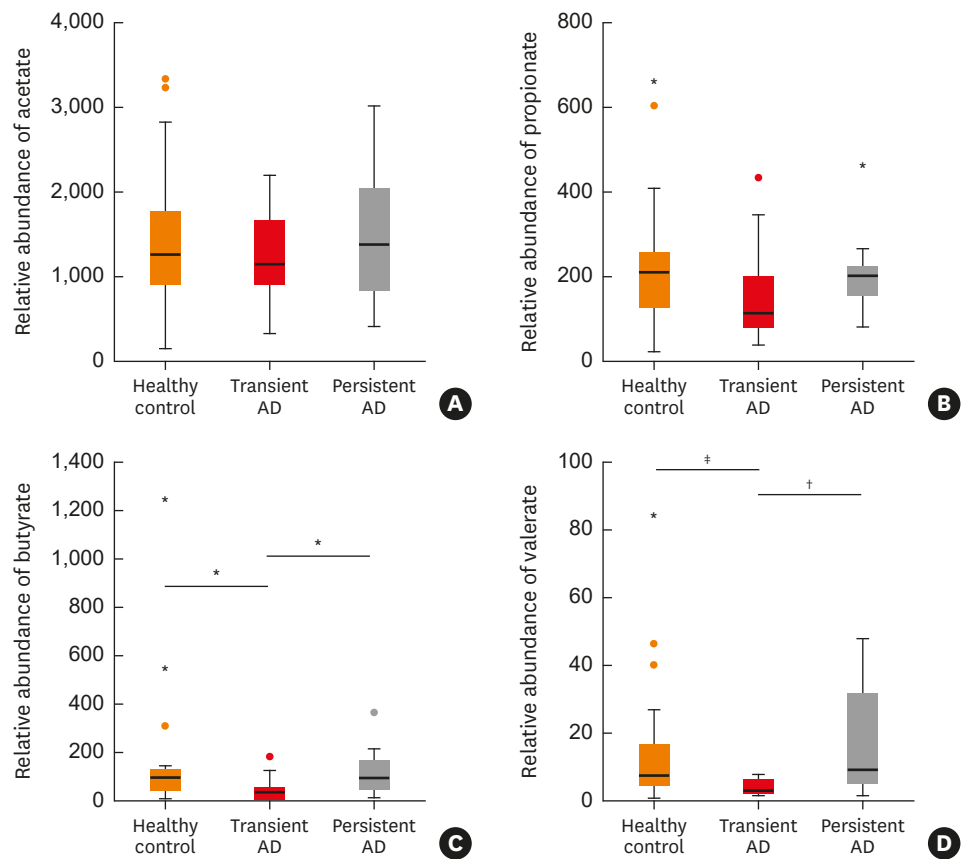 Relative abundance of acetate
4,000
3,000
2,000
1,000
0
Healthy control
Transient AD
Persistent AD
A
Relative abundance of propionate
800
600
400
200
0
*
*
Healthy control
Transient AD
Persistent AD
B
Relative abundance of butyrate
1,400
1,200
1,000
800
600
400
200
0
*
*
*
*
Healthy control
Transient AD
Persistent AD
C
Relative abundance of valerate
100
80
60
40
20
0
‡
†
*
Healthy control
Transient AD
Persistent AD
D